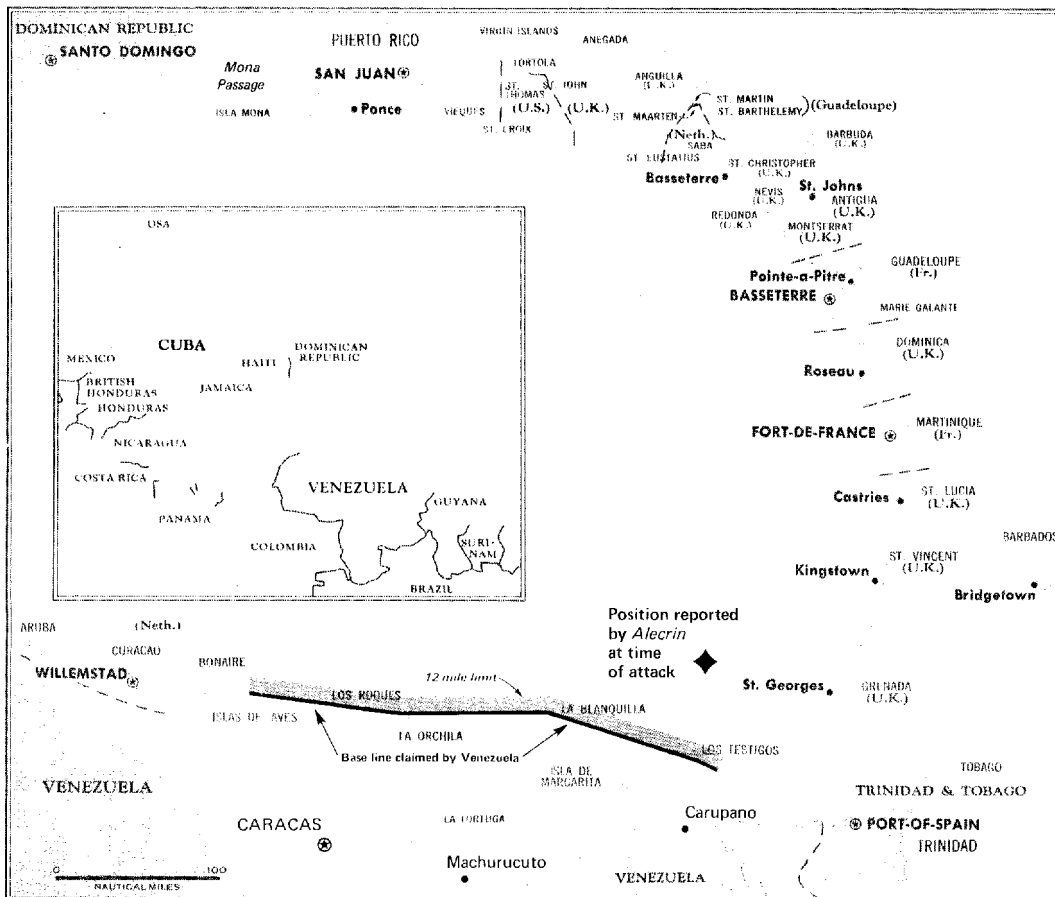 DOMINICAN REPUBLIC
SANTO DOMINGO
Mona
Passage
ISLA MONA
PUERTO RICO
SAN JUAN
Ponce
VIEQUES
VIRGIN ISLANDS
ANEGADA
TORTOLA
ST. THOMAS
ST. JOHN
(U.S.)
(U.K.)
ST. CROIX
ANGUILLA
(U.K.)
ST. MAARTEN
ST. MARTIN
ST. BARTHELEMY
(Guadeloupe)
(Neth.)
SABA
ST. EUSTATIUS
BARBUDA
(U.K.)
Basseterre
ST. CHRISTOPHER
(U.K.)
NEVIS
(U.K.)
St. Johns
ANTIGUA
(U.K.)
REDONDA
(U.K.)
MONTSERRAT
(U.K.)
Pointe-a-Pitre
GUADELOUPE
(Fr.)
BASSETERRE
MARIE GALANTE
DOMINICA
(U.K.)
Roseau
MARTINIQUE
(Fr.)
FORT-DE-FRANCE
Castries
ST. LUCIA
(U.K.)
BARBADOS
ST. VINCENT
(U.K.)
Kingstown
Bridgetown
USA
CUBA
MEXICO
HAITI
DOMINICAN
REPUBLIC
BRITISH
HONDURAS
JAMAICA
HONDURAS
NICARAGUA
COSTA RICA
PANAMA
VENEZUELA
GUYANA
COLOMBIA
SURI-
NAM
BRAZIL
Position reported
by Alecrin
at time
of attack
ARUBA
(Neth.)
CURACAO
WILLEMSTAD
BONAIRE
12 mile limit
LOS ROQUES
ISLAS DE AVES
LA ORCHILA
LA BLANQUILLA
Base line claimed by Venezuela
LOS TESTIGOS
St. Georges
GRENADA
(U.K.)
ISLA DE
MARGARITA
TOBAGO
TRINIDAD & TOBAGO
VENEZUELA
CARACAS
LA TORTUGA
Carupano
PORT-OF-SPAIN
TRINIDAD
Machurucuto
VENEZUELA
0 100
NAUTICAL MILES